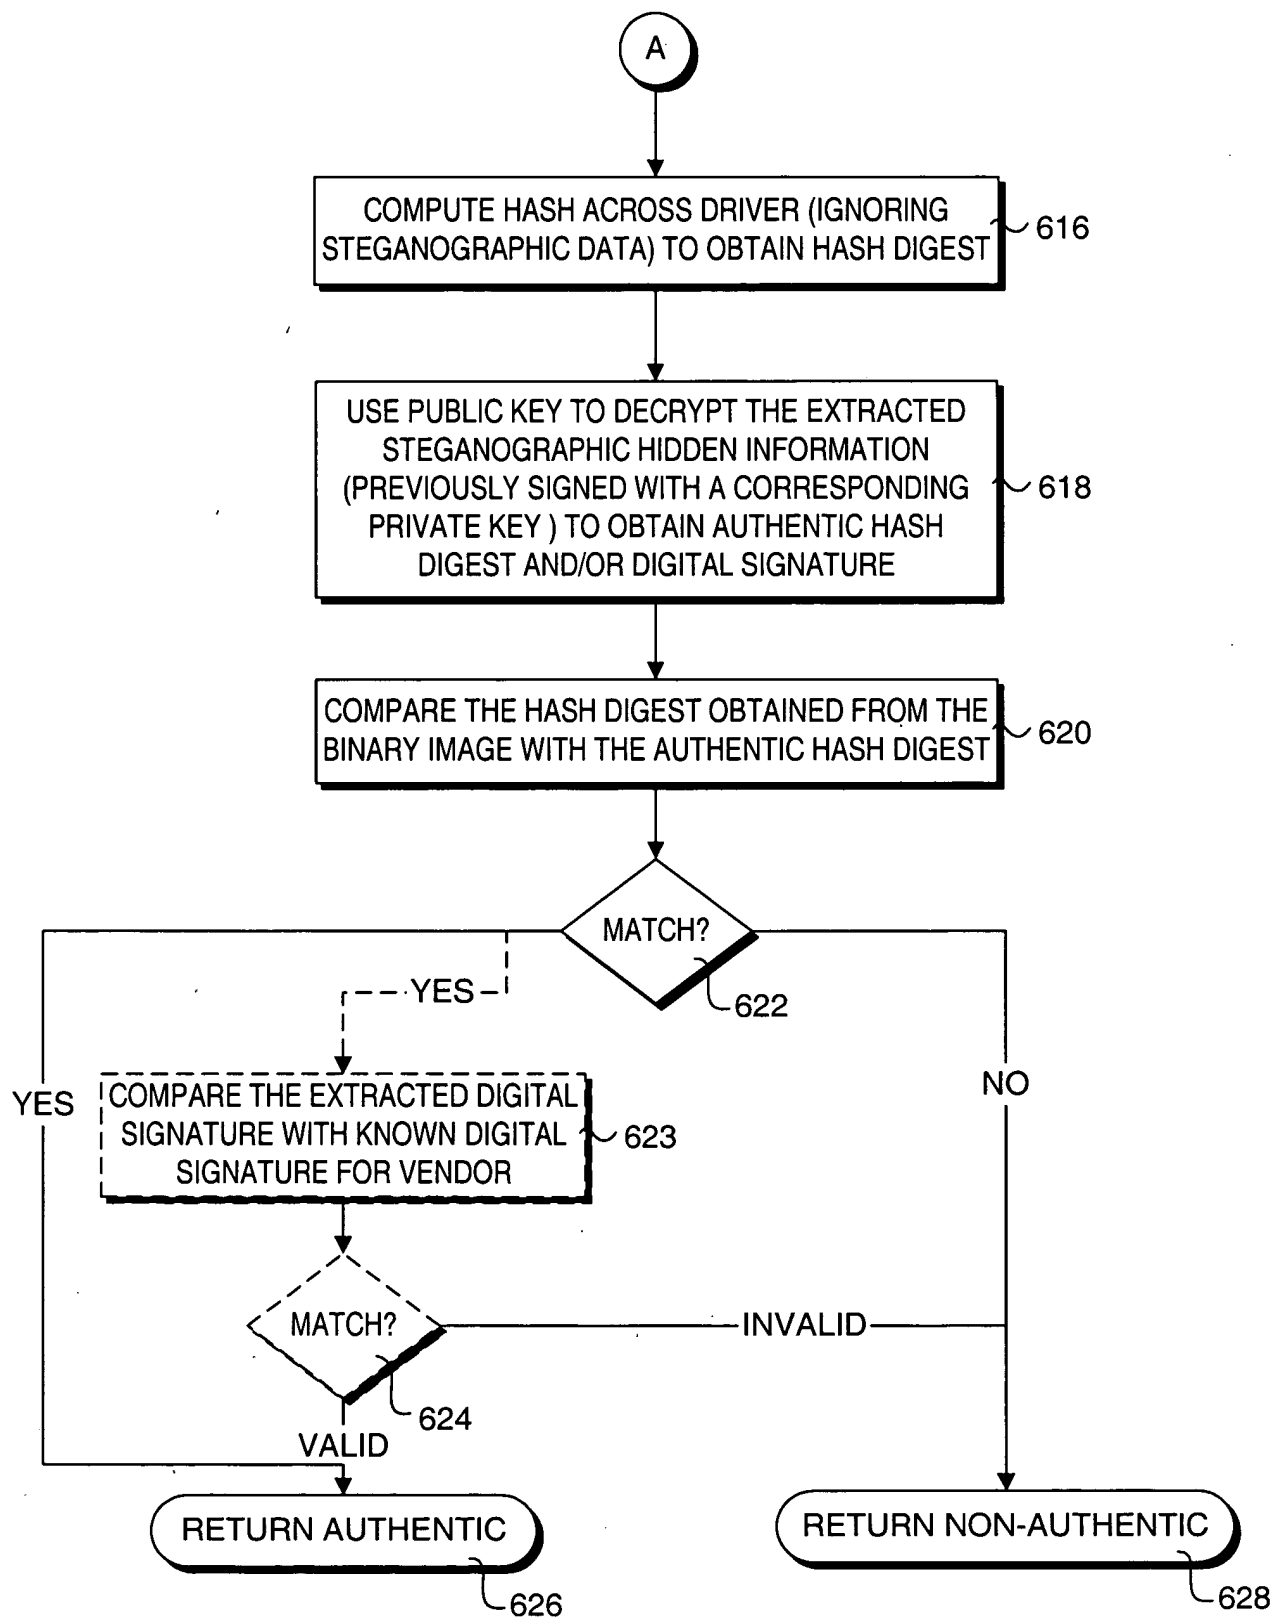 A
COMPUTE HASH ACROSS DRIVER (IGNORING
STEGANOGRAPHIC DATA) TO OBTAIN HASH DIGEST
616
USE PUBLIC KEY TO DECRYPT THE EXTRACTED
STEGANOGRAPHIC HIDDEN INFORMATION
(PREVIOUSLY SIGNED WITH A CORRESPONDING
PRIVATE KEY ) TO OBTAIN AUTHENTIC HASH
DIGEST AND/OR DIGITAL SIGNATURE
618
COMPARE THE HASH DIGEST OBTAINED FROM THE
BINARY IMAGE WITH THE AUTHENTIC HASH DIGEST
620
MATCH?
622
YES
NO
YES
COMPARE THE EXTRACTED DIGITAL
SIGNATURE WITH KNOWN DIGITAL
SIGNATURE FOR VENDOR
623
MATCH?
INVALID
624
VALID
RETURN AUTHENTIC
626
RETURN NON-AUTHENTIC
628